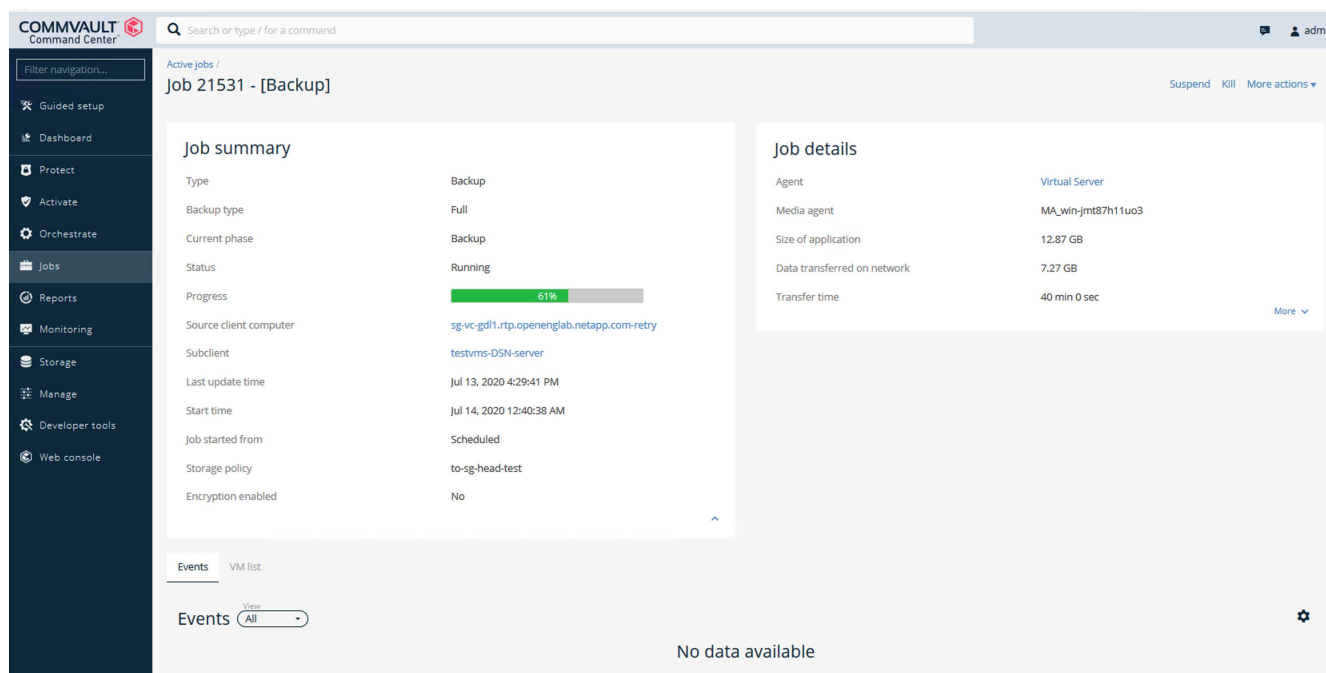 COMMVAULT
Command Center™
Search or type / for a command
adm
Filter navigation...
Guided setup
Dashboard
Protect
Activate
Orchestrate
Jobs
Reports
Monitoring
Storage
Manage
Developer tools
Web console
Active jobs /
Job 21531 - [Backup]
Suspend Kill More actions
Job summary
Type Backup
Backup type Full
Current phase Backup
Status Running
Progress 61%
Source client computer sg-vc-gdl1.rtp.openenglab.netapp.com-retry
Subclient testvms-DSN-server
Last update time Jul 13, 2020 4:29:41 PM
Start time Jul 14, 2020 12:40:38 AM
Job started from Scheduled
Storage policy to-sg-head-test
Encryption enabled No
Job details
Agent Virtual Server
Media agent MA_win-jmt87h11uo3
Size of application 12.87 GB
Data transferred on network 7.27 GB
Transfer time 40 min 0 sec
More
Events VM list
View
Events All
No data available